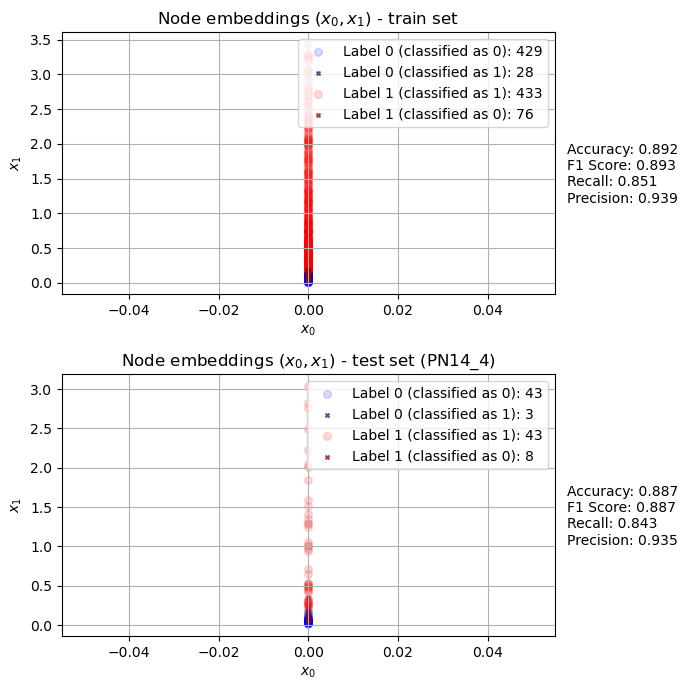 Node embeddings (x₀, x₁) - train set
3.5
3.0
2.5
2.0
1.5
1.0
0.5
0.0
x₁
−0.04
−0.02
0.00
0.02
0.04
x₀
Label 0 (classified as 0): 429
Label 0 (classified as 1): 28
Label 1 (classified as 1): 433
Label 1 (classified as 0): 76
Accuracy: 0.892
F1 Score: 0.893
Recall: 0.851
Precision: 0.939
Node embeddings (x₀, x₁) - test set (PN14_4)
3.0
2.5
2.0
1.5
1.0
0.5
0.0
x₁
−0.04
−0.02
0.00
0.02
0.04
x₀
Label 0 (classified as 0): 43
Label 0 (classified as 1): 3
Label 1 (classified as 1): 43
Label 1 (classified as 0): 8
Accuracy: 0.887
F1 Score: 0.887
Recall: 0.843
Precision: 0.935